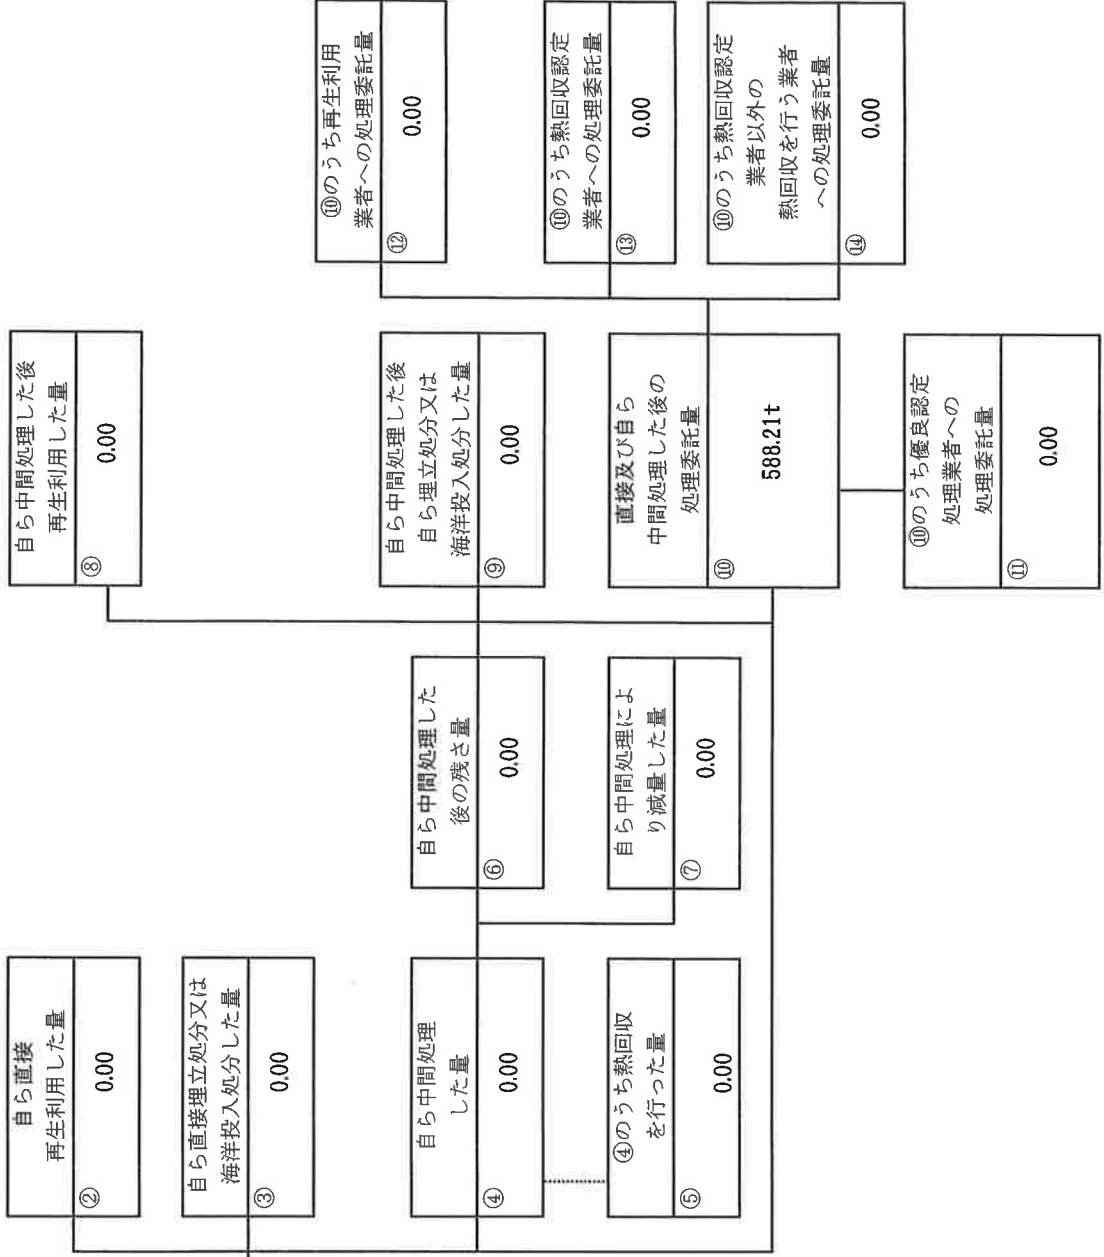 自ら直接
再生利用した量
②
0.00
自ら直接埋立処分又は
海洋投入処分した量
③
0.00
自ら中間処理
した量
④
0.00
④のうち熱回収
を行った量
⑤
0.00
自ら中間処理した
後の残さ量
⑥
0.00
自ら中間処理によ
り減量した量
⑦
0.00
自ら中間処理した後
再生利用した量
⑧
0.00
自ら中間処理した後
自ら埋立処分又は
海洋投入処分した量
⑨
0.00
直接及び自ら
中間処理した後の
処理委託量
⑩
588.21t
⑩のうち優良認定
処理業者への
処理委託量
⑪
0.00
⑩のうち再生利用
業者への処理委託量
⑫
0.00
⑩のうち熱回収認定
業者への処理委託量
⑬
0.00
⑩のうち熱回収認定
業者以外の
熱回収を行う業者
への処理委託量
⑭
0.00